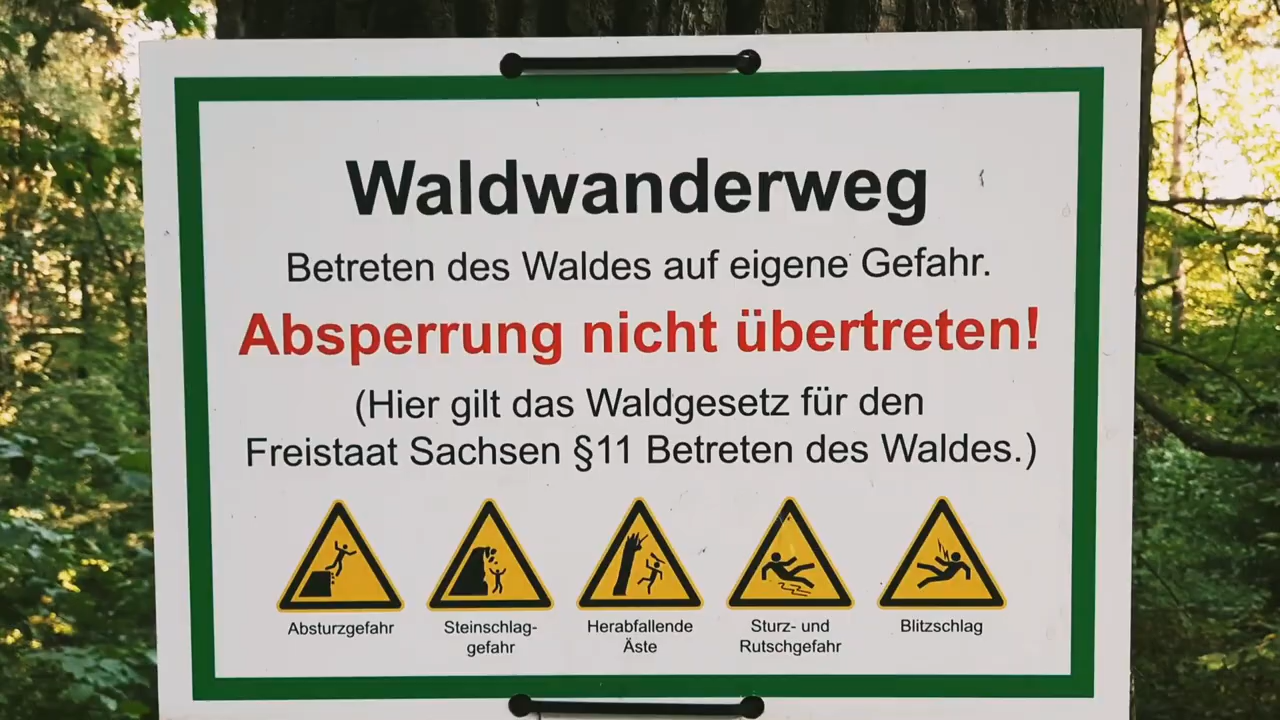 Waldwanderweg
Betreten des Waldes auf eigene Gefahr.
Absperrung nicht übertreten!
(Hier gilt das Waldgesetz für den
Freistaat Sachsen §11 Betreten des Waldes.)
Absturzgefahr
Steinschlag-
gefahr
Herabfallende
Äste
Sturz- und
Rutschgefahr
Blitzschlag